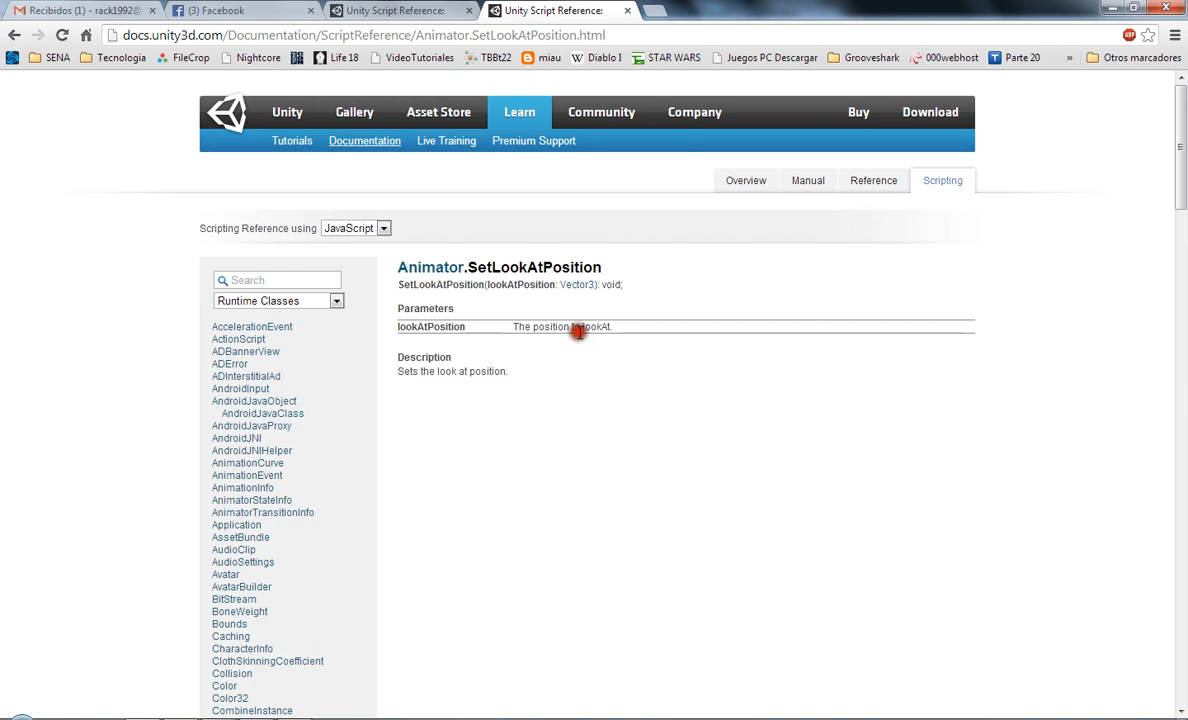 Recibidos (1) - rack1992@
(3) Facebook
Unity Script Reference:
Unity Script Reference:
docs.unity3d.com/Documentation/ScriptReference/Animator.SetLookAtPosition.html
ABP
SENA
Tecnologia
FileCrop
Nightcore
Life 18
VideoTutoriales
TBBt22
miau
Diablo I
STAR WARS
Juegos PC Descargar
Grooveshark
000webhost
Parte 20
»
Otros marcadores
Unity Gallery Asset Store Learn Community Company Buy Download
Tutorials Documentation Live Training Premium Support
Overview Manual Reference Scripting
Scripting Reference using JavaScript
Search
Runtime Classes
AccelerationEvent
ActionScript
ADBannerView
ADError
ADInterstitialAd
AndroidInput
AndroidJavaObject
AndroidJavaClass
AndroidJavaProxy
AndroidJNI
AndroidJNIHelper
AnimationCurve
AnimationEvent
AnimationInfo
AnimatorStateInfo
AnimatorTransitionInfo
Application
AssetBundle
AudioClip
AudioSettings
Avatar
AvatarBuilder
BitStream
BoneWeight
Bounds
Caching
CharacterInfo
ClothSkinningCoefficient
Collision
Color
Color32
CombineInstance
Animator.SetLookAtPosition
SetLookAtPosition(lookAtPosition: Vector3): void;
Parameters
lookAtPosition The position to lookAt.
Description
Sets the look at position.